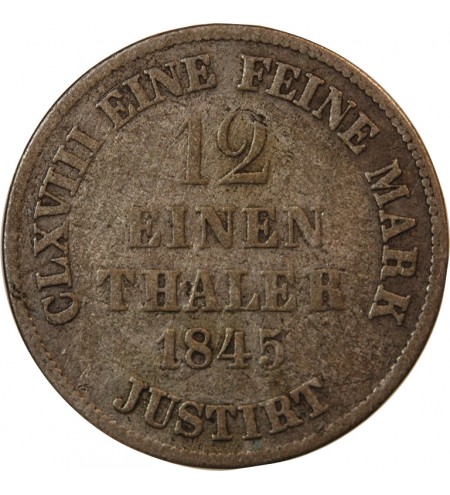 CLXVIII EINE FEINE MARK
12
EINEN
THALER
1845
JUSTIRT